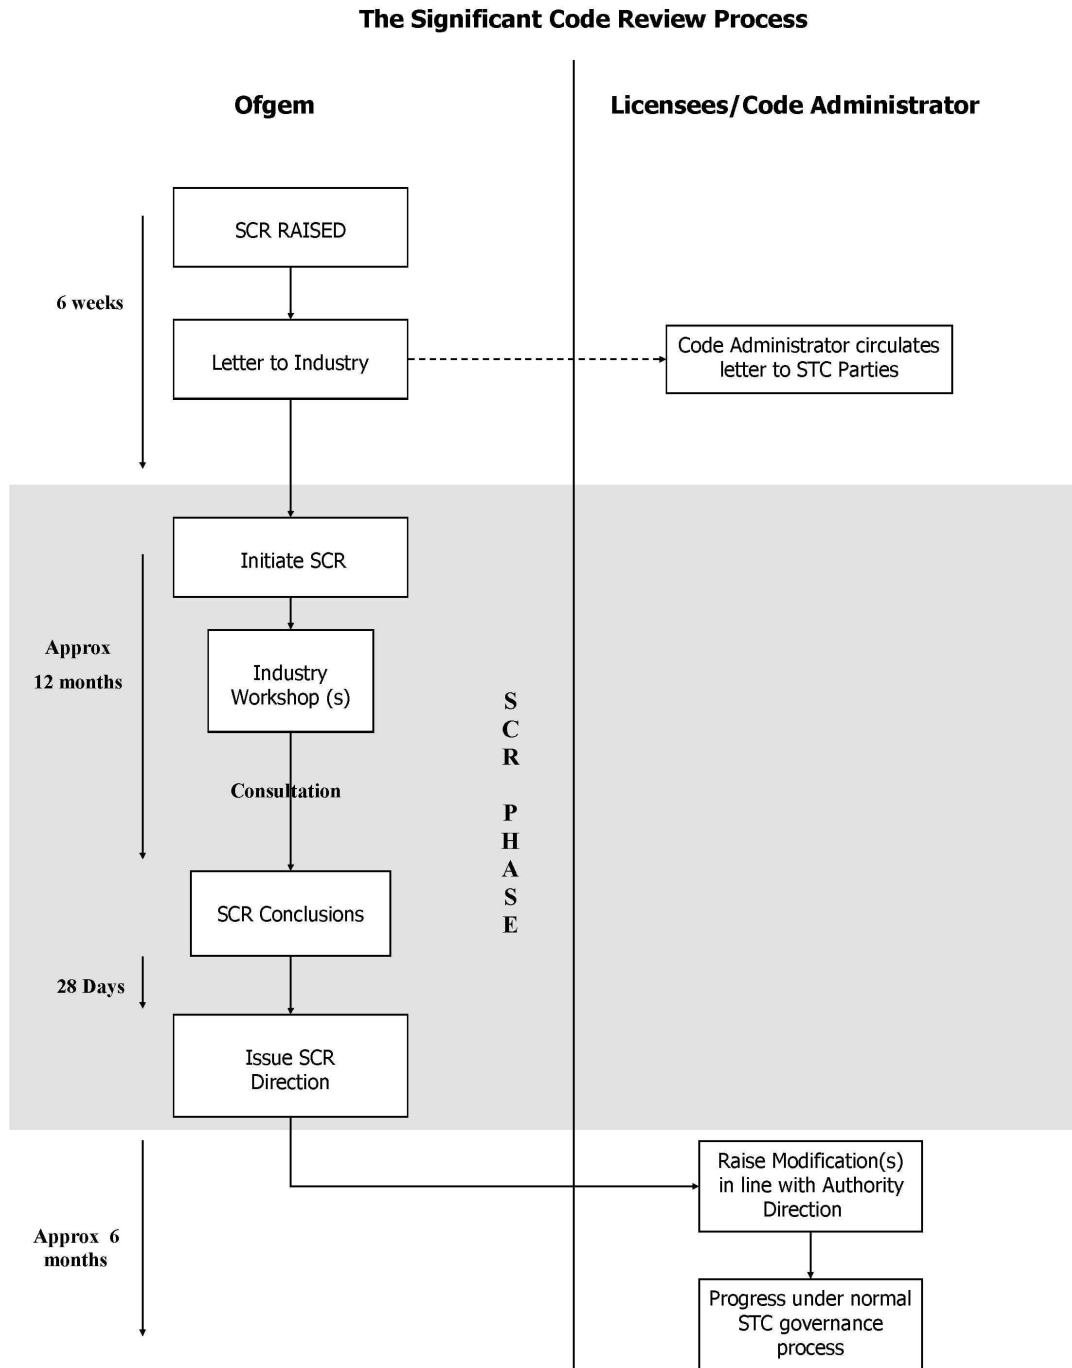 The Significant Code Review Process
Ofgem
Licensees/Code Administrator
SCR RAISED
6 weeks
Letter to Industry
Code Administrator circulates
letter to STC Parties
Initiate SCR
Approx
12 months
Industry
Workshop (s)
SCR PHASE
Consultation
SCR Conclusions
28 Days
Issue SCR
Direction
Raise Modification(s)
in line with Authority
Direction
Approx 6
months
Progress under normal
STC governance
process